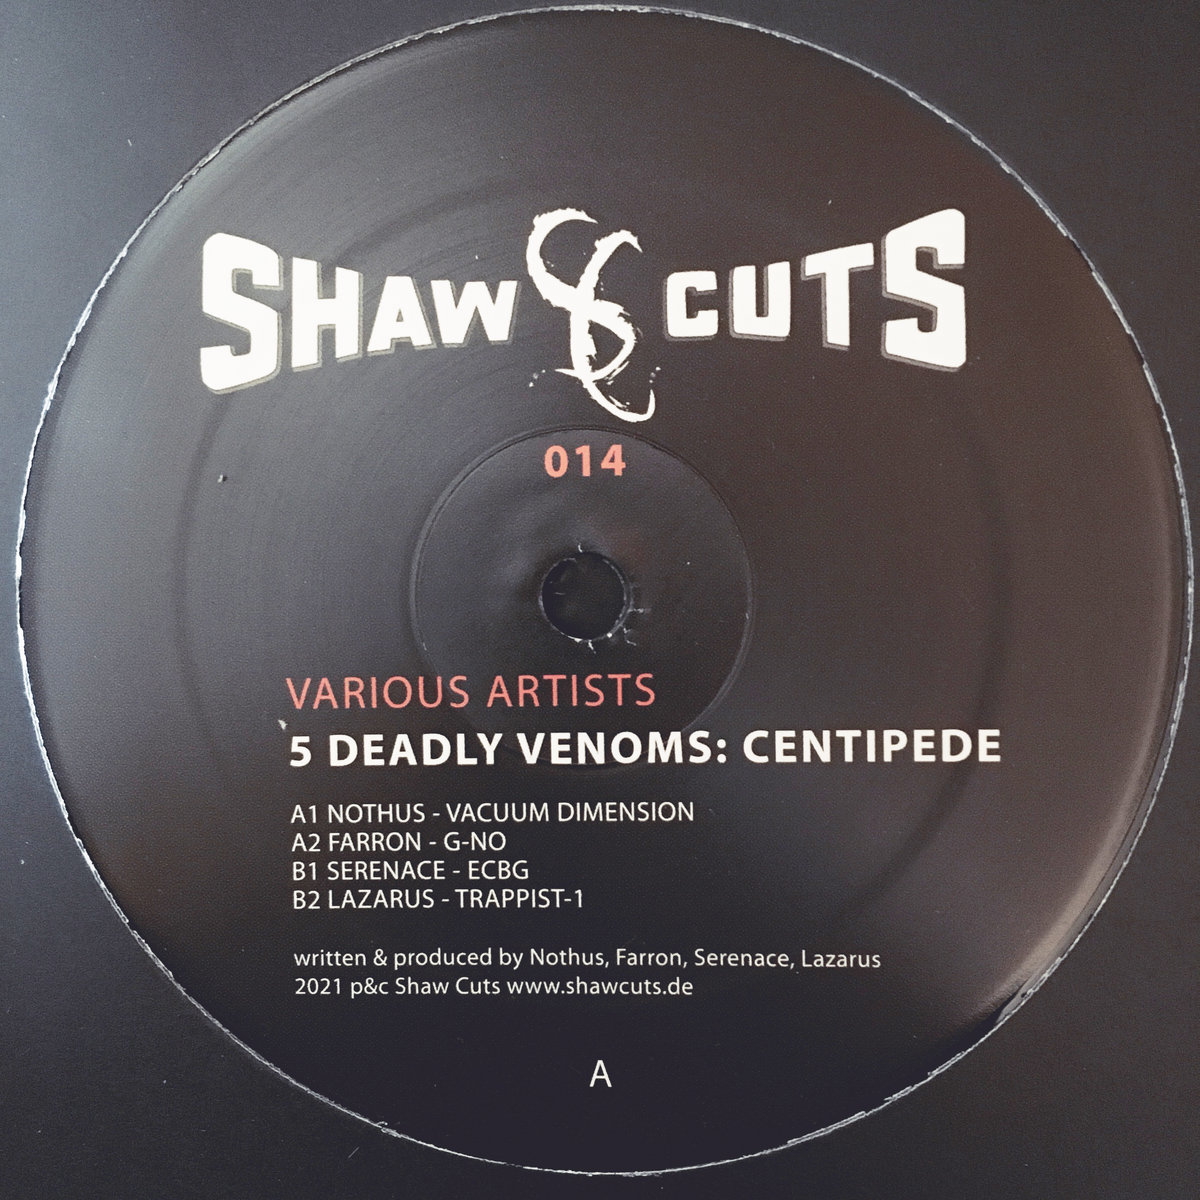 SHAW SC CUTS
014
VARIOUS ARTISTS
5 DEADLY VENOMS: CENTIPEDE
A1 NOTHUS - VACUUM DIMENSION
A2 FARRON - G-NO
B1 SERENACE - ECBG
B2 LAZARUS - TRAPPIST-1
written & produced by Nothus, Farron, Serenace, Lazarus
2021 p&c Shaw Cuts www.shawcuts.de
A